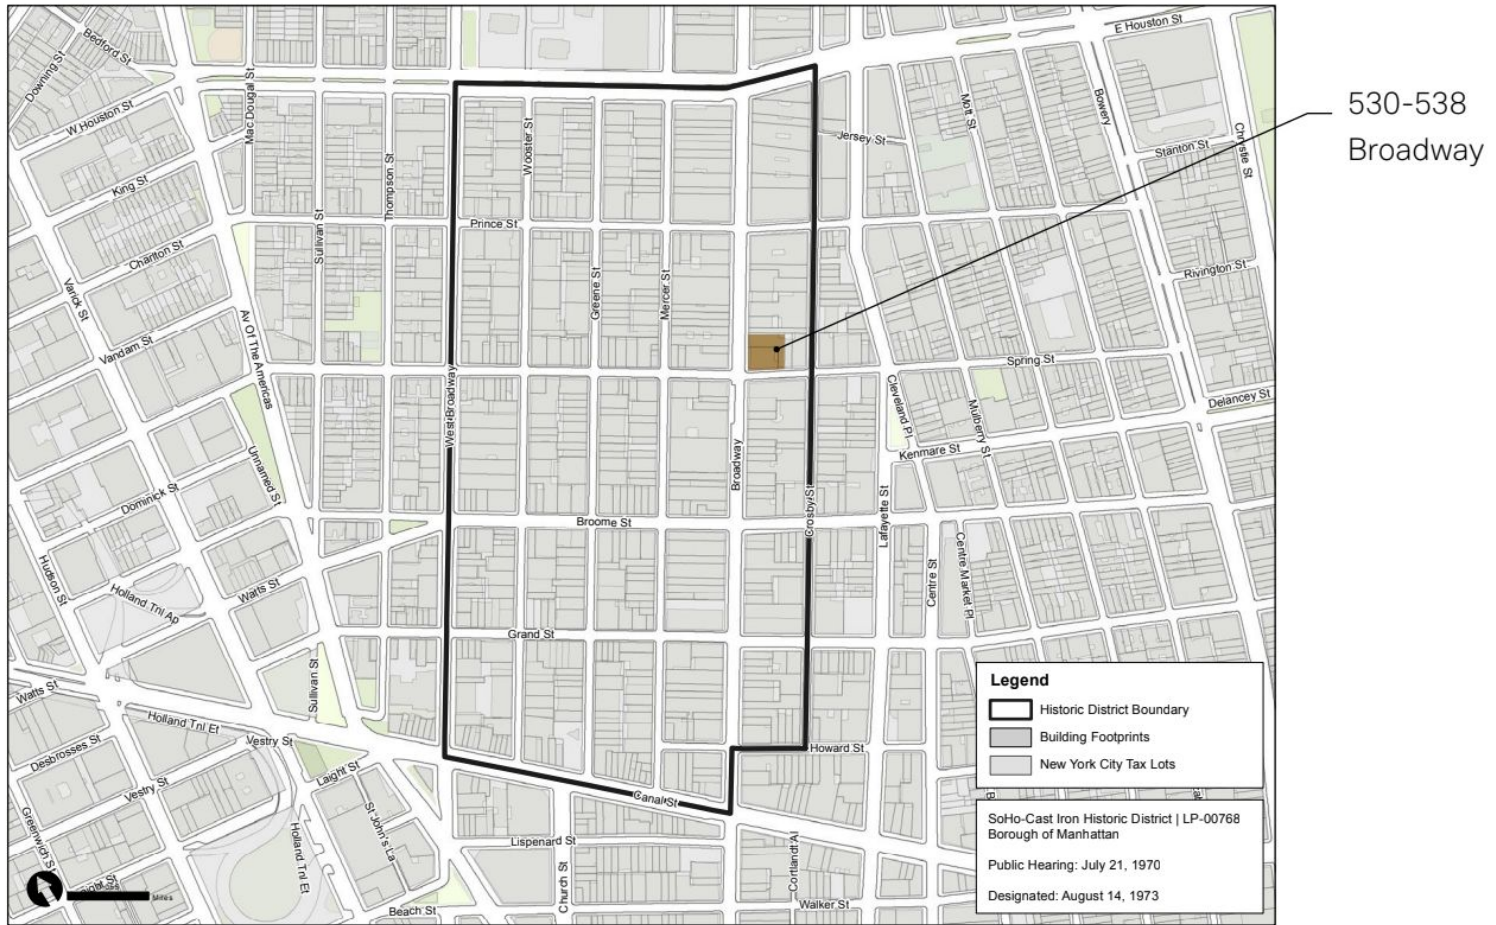 E Houston St
Bedford St
Downing St
W Houston St
MacDougal St
Bowery
Mott St
530-538
Broadway
Jersey St
Wooster St
Stanton St
Chrystie St
Thompson St
King St
Sullivan St
Prince St
Charlton St
Greene St
Mercer St
Rivington St
Varick St
Av Of The Americas
Vandam St
Spring St
West Broadway
Cleveland Pl
Mulberry St
Delancey St
Broadway
Kenmare St
Unnamed St
Dominick St
Crosby St
Lafayette St
Broome St
Hudson St
Centre St
Centre Market Pl
Holland Tnl Ap
Watts St
Grand St
Sullivan St
Watts St
Legend
Historic District Boundary
Building Footprints
New York City Tax Lots
Holland Tnl Et
Vestry St
Howard St
Desbrosses St
Laight St
Vestry St
Canal St
SoHo-Cast Iron Historic District | LP-00768
Borough of Manhattan
Public Hearing: July 21, 1970
Designated: August 14, 1973
Greenwich St
St John's La
Holland Tnl Et
Lispenard St
Church St
Cortlandt Al
Miles
Beach St
Walker St